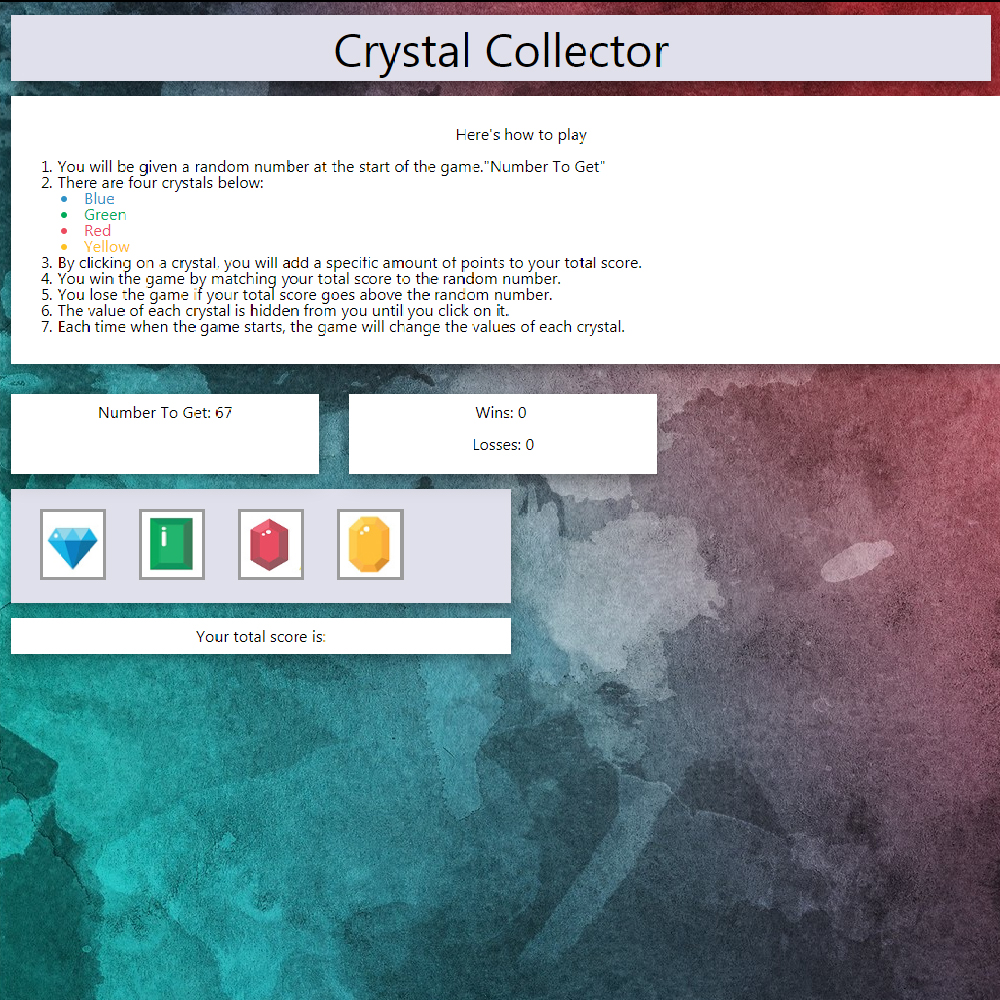 Crystal Collector
Here's how to play
1. You will be given a random number at the start of the game."Number To Get"
2. There are four crystals below:
• Blue
• Green
• Red
• Yellow
3. By clicking on a crystal, you will add a specific amount of points to your total score.
4. You win the game by matching your total score to the random number.
5. You lose the game if your total score goes above the random number.
6. The value of each crystal is hidden from you until you click on it.
7. Each time when the game starts, the game will change the values of each crystal.
Number To Get: 67
Wins: 0
Losses: 0
Your total score is: